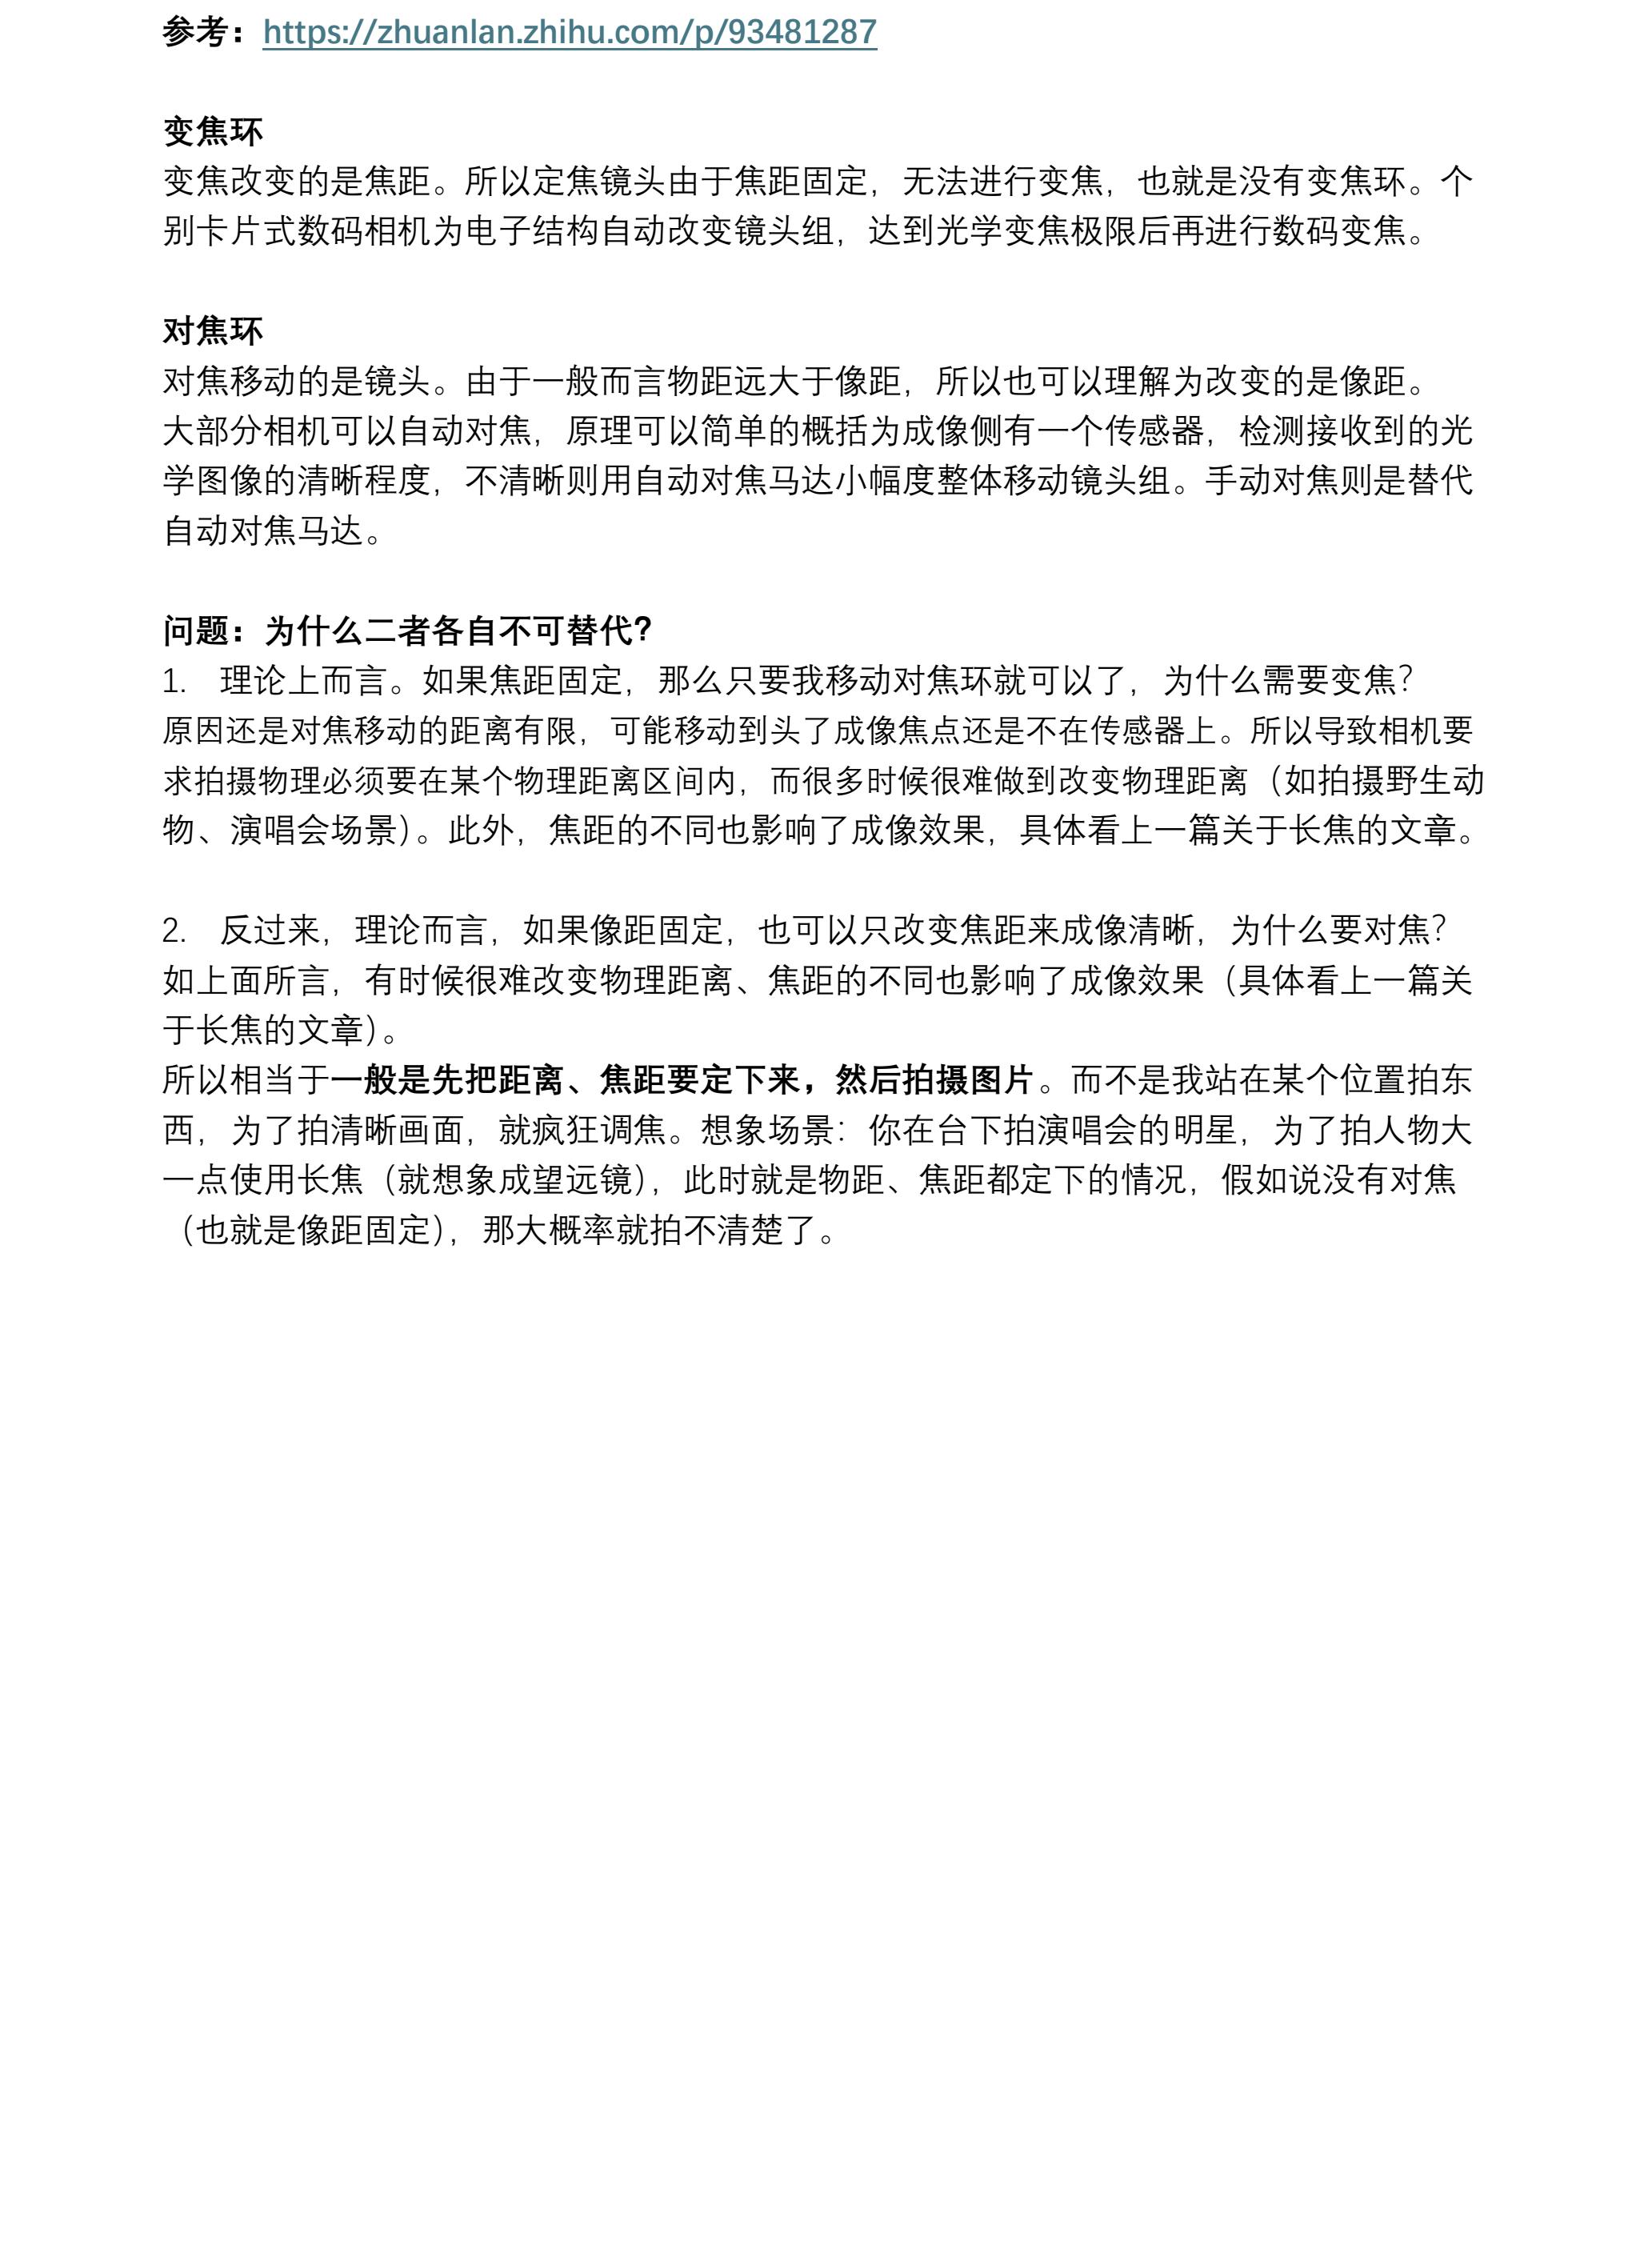 参考：https://zhuanlan.zhihu.com/p/93481287
变焦环
变焦改变的是焦距。所以定焦镜头由于焦距固定，无法进行变焦，也就是没有变焦环。个
别卡片式数码相机为电子结构自动改变镜头组，达到光学变焦极限后再进行数码变焦。
对焦环
对焦移动的是镜头。由于一般而言物距远大于像距，所以也可以理解为改变的是像距。
大部分相机可以自动对焦，原理可以简单的概括为成像侧有一个传感器，检测接收到的光
学图像的清晰程度，不清晰则用自动对焦马达小幅度整体移动镜头组。手动对焦则是替代
自动对焦马达。
问题：为什么二者各自不可替代？
1. 理论上而言。如果焦距固定，那么只要我移动对焦环就可以了，为什么需要变焦？
原因还是对焦移动的距离有限，可能移动到头了成像焦点还是不在传感器上。所以导致相机要
求拍摄物理必须要在某个物理距离区间内，而很多时候很难做到改变物理距离（如拍摄野生动
物、演唱会场景）。此外，焦距的不同也影响了成像效果，具体看上一篇关于长焦的文章。
2. 反过来，理论而言，如果像距固定，也可以只改变焦距来成像清晰，为什么要对焦？
如上面所言，有时候很难改变物理距离、焦距的不同也影响了成像效果（具体看上一篇关
于长焦的文章）。
所以相当于一般是先把距离、焦距要定下来，然后拍摄图片。而不是我站在某个位置拍东
西，为了拍清晰画面，就疯狂调焦。想象场景：你在台下拍演唱会的明星，为了拍人物大
一点使用长焦（就想象成望远镜），此时就是物距、焦距都定下的情况，假如说没有对焦
（也就是像距固定），那大概率就拍不清楚了。